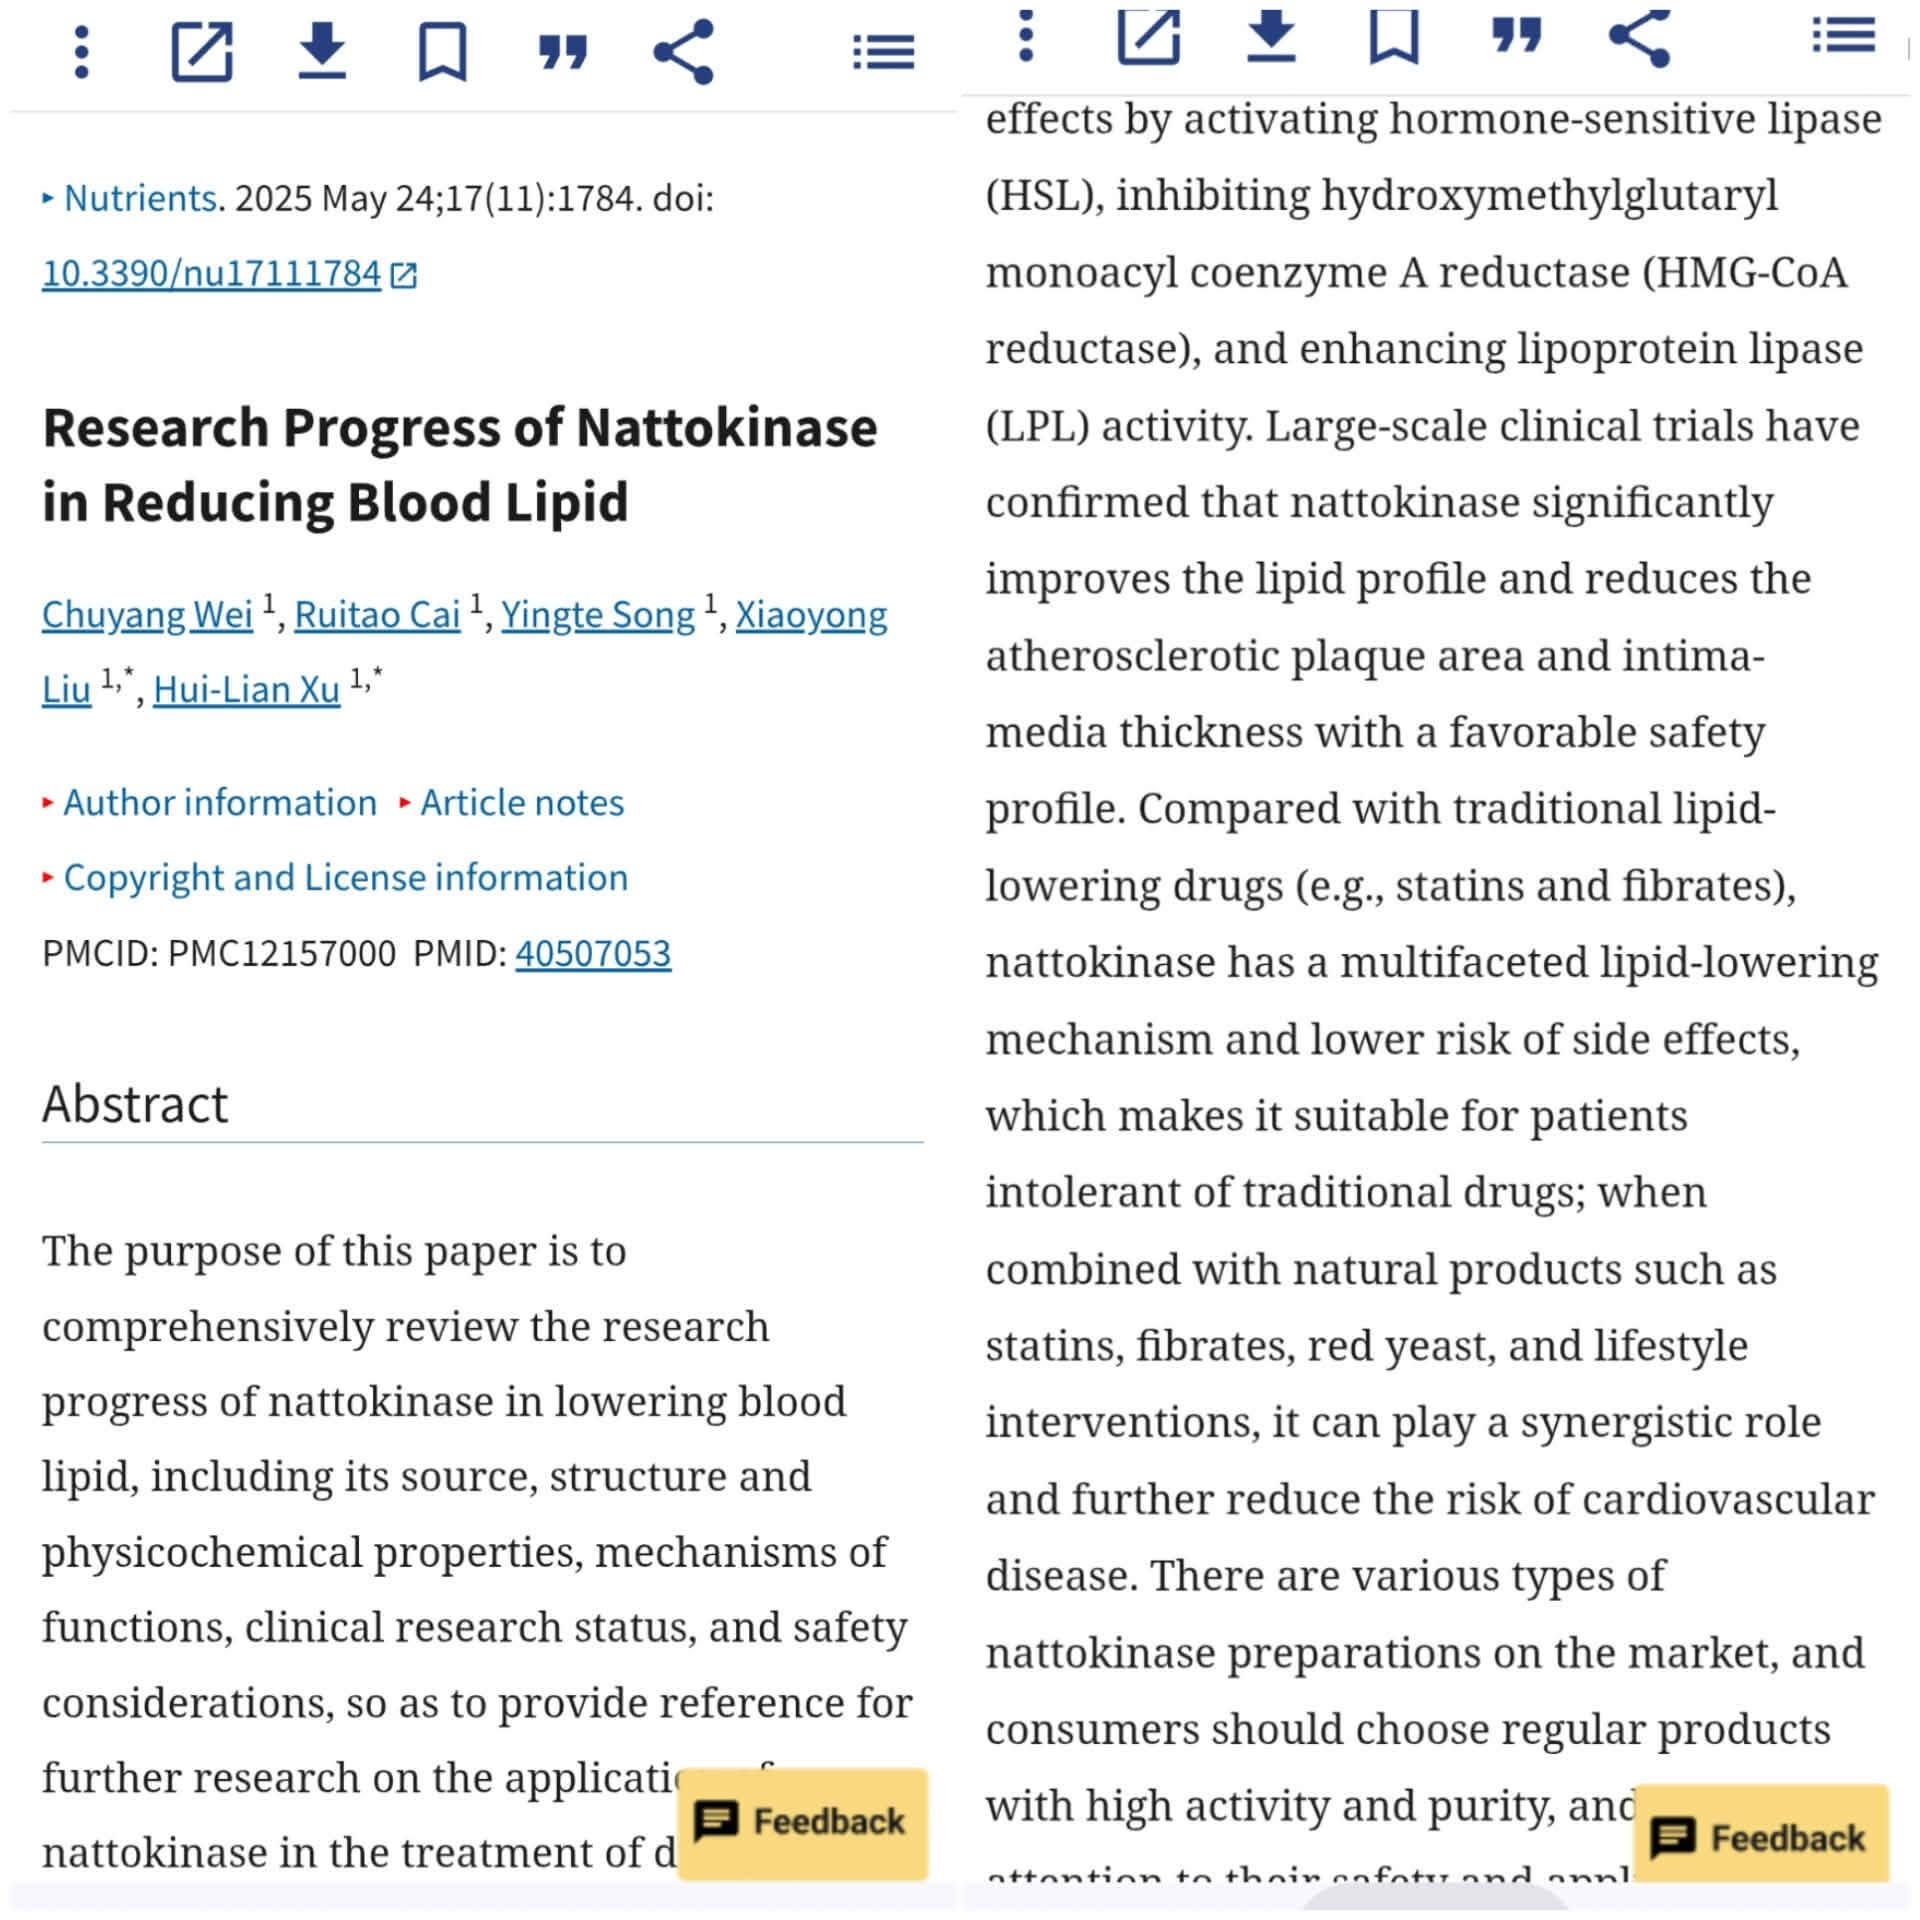 Nutrients. 2025 May 24;17(11):1784. doi:
10.3390/nu17111784
Research Progress of Nattokinase
in Reducing Blood Lipid
Chuyang Wei 1, Ruitao Cai 1, Yingte Song 1, Xiaoyong
Liu 1,*, Hui-Lian Xu 1,*
Author information Article notes
Copyright and License information
PMCID: PMC12157000 PMID: 40507053
Abstract
The purpose of this paper is to
comprehensively review the research
progress of nattokinase in lowering blood
lipid, including its source, structure and
physicochemical properties, mechanisms of
functions, clinical research status, and safety
considerations, so as to provide reference for
further research on the
nattokinase in the treatment of
Feedback
effects by activating hormone-sensitive lipase
(HSL), inhibiting hydroxymethylglutaryl
monoacyl coenzyme A reductase (HMG-CoA
reductase), and enhancing lipoprotein lipase
(LPL) activity. Large-scale clinical trials have
confirmed that nattokinase significantly
improves the lipid profile and reduces the
atherosclerotic plaque area and intima-
media thickness with a favorable safety
profile. Compared with traditional lipid-
lowering drugs (e.g., statins and fibrates),
nattokinase has a multifaceted lipid-lowering
mechanism and lower risk of side effects,
which makes it suitable for patients
intolerant of traditional drugs; when
combined with natural products such as
statins, fibrates, red yeast, and lifestyle
interventions, it can play a synergistic role
and further reduce the risk of cardiovascular
disease. There are various types of
nattokinase preparations on the market, and
consumers should choose regular products
with high activity and purity, and
attention to their safety and
Feedback